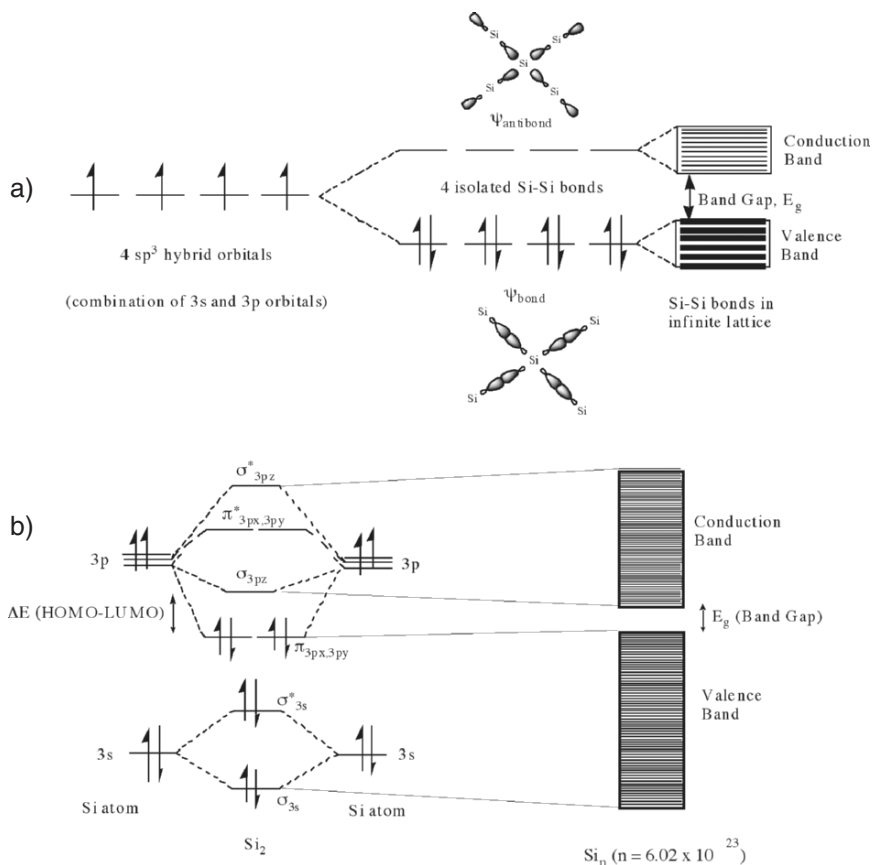 a)
Si
Si
Si
Si
Si
Ψantibond
Conduction
Band
4 isolated Si-Si bonds
Band Gap, Eg
4 sp³ hybrid orbitals
Valence
Band
(combination of 3s and 3p orbitals)
Ψbond
Si-Si bonds in
infinite lattice
Si
Si
Si
Si
Si
b)
σ*3pz
π*3px,3py
Conduction
Band
3p
3p
σ3pz
ΔE (HOMO-LUMO)
Eg (Band Gap)
π3px,3py
Valence
Band
σ*3s
3s
3s
σ3s
Si atom
Si atom
Si2
Sin (n = 6.02 x 10 23)